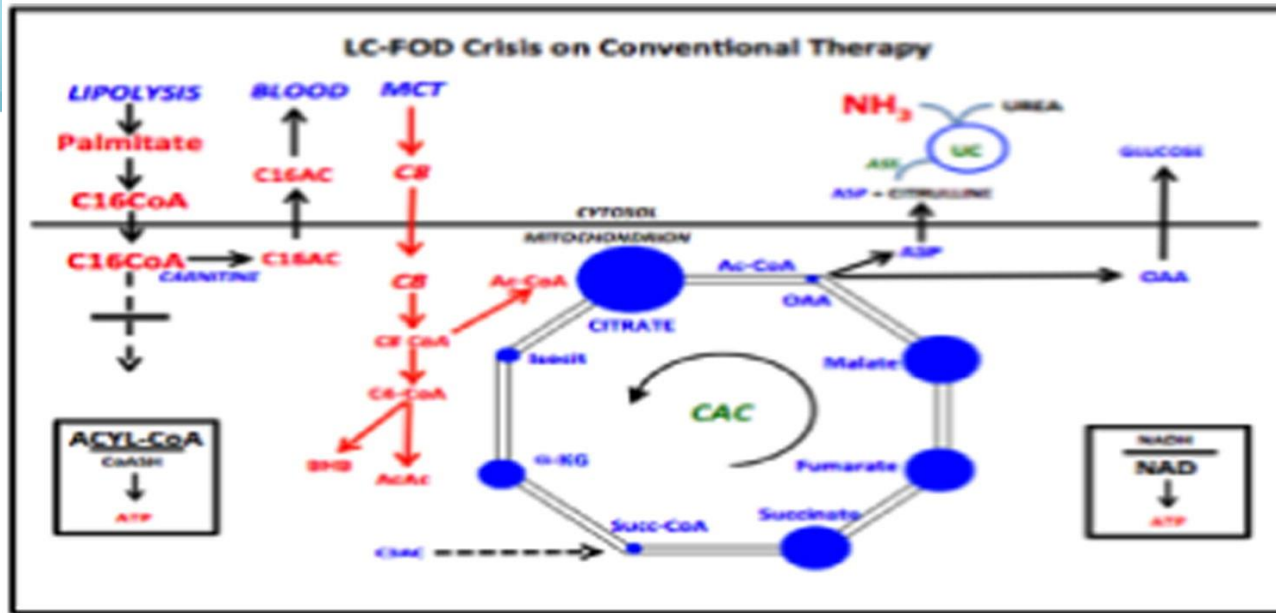 LC-FOD Crisis on Conventional Therapy
LIPOLYSIS
BLOOD
MCT
Palmitate
C16AC
C8
C16CoA
NH3
UREA
UC
ASL
ASP + CITRULLINE
GLUCOSE
CYTOSOL
MITOCHONDRION
C16CoA
CARNITINE
C16AC
C8
Ac-CoA
C8 CoA
C6-CoA
BHB
AcAc
Ac-CoA
OAA
ASP
OAA
CITRATE
Isocit
Malate
CAC
α-KG
Fumarate
Succ-CoA
Succinate
ACYL-CoA
CoASH
ATP
NADH
NAD
ATP